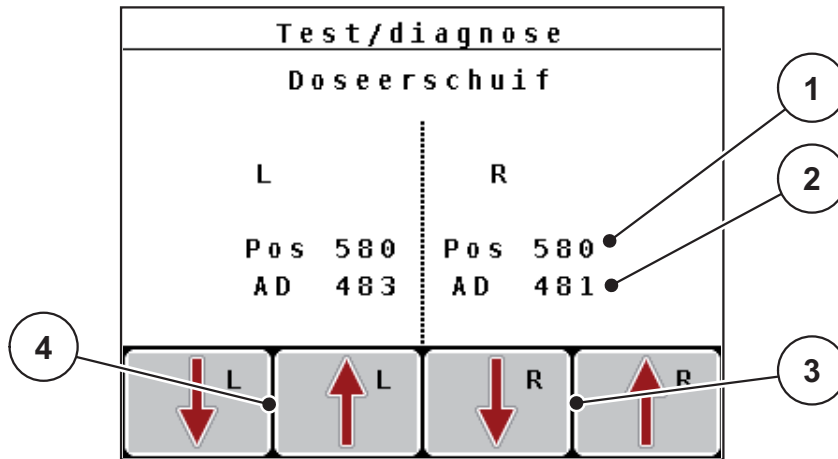 Test/diagnose
Doseerschuif
L R
Pos 580 Pos 580
AD 483 AD 481
1
2
3
4
L L R R